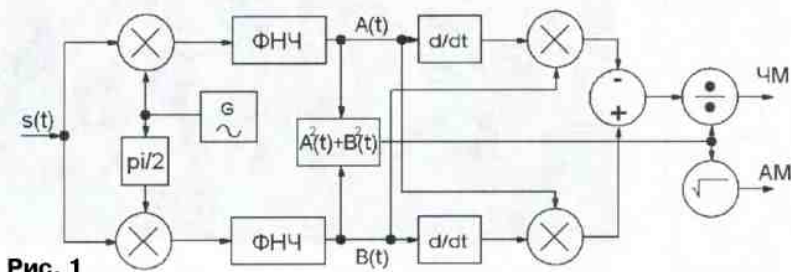 ФНЧ
A(t)
d/dt
ЧМ
s(t)
G
pi/2
A²(t)+B²(t)
АМ
ФНЧ
B(t)
d/dt
Рис. 1